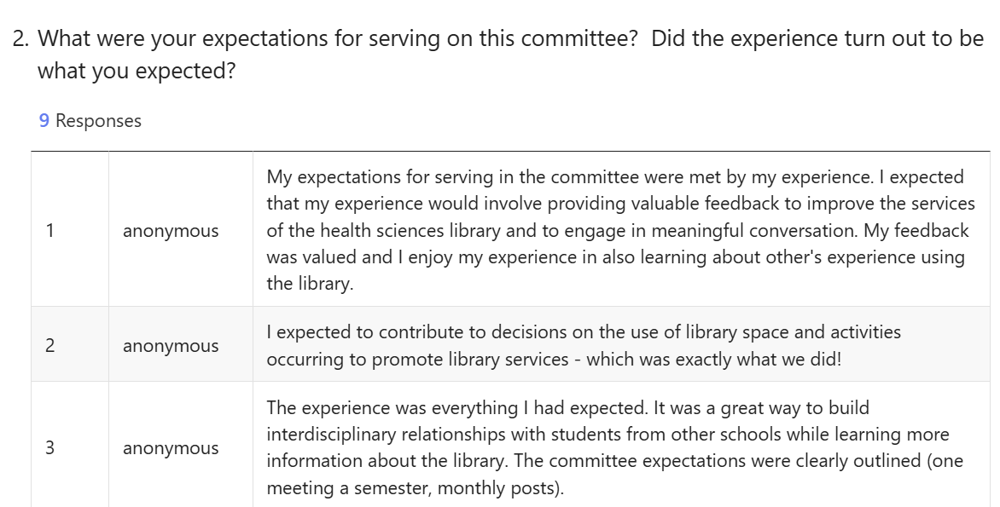 2. What were your expectations for serving on this committee?  Did the experience turn out to be
what you expected?
9 Responses
1
anonymous
My expectations for serving in the committee were met by my experience. I expected
that my experience would involve providing valuable feedback to improve the services
of the health sciences library and to engage in meaningful conversation. My feedback
was valued and I enjoy my experience in also learning about other's experience using
the library.
2
anonymous
I expected to contribute to decisions on the use of library space and activities
occurring to promote library services - which was exactly what we did!
3
anonymous
The experience was everything I had expected. It was a great way to build
interdisciplinary relationships with students from other schools while learning more
information about the library. The committee expectations were clearly outlined (one
meeting a semester, monthly posts).